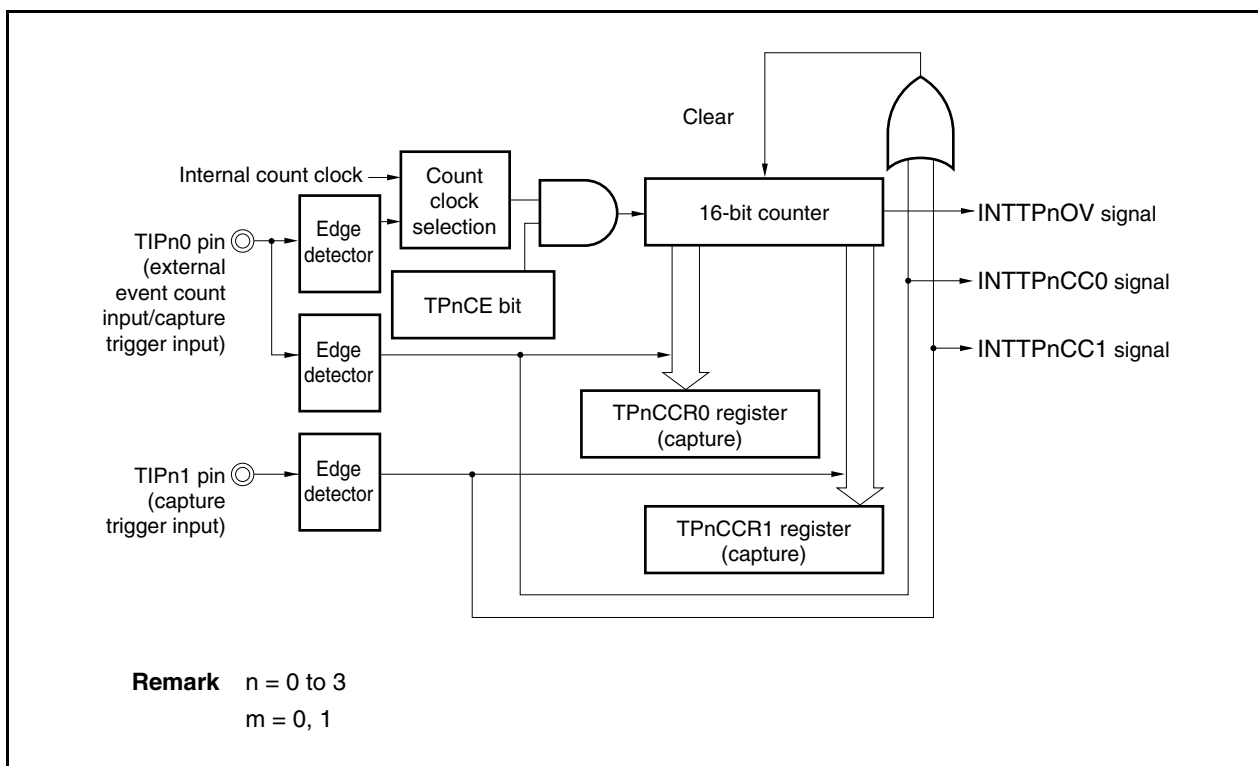 Clear
Internal count clock
Count
clock
selection
16-bit counter
INTTPnOV signal
TIPn0 pin
(external
event count
input/capture
trigger input)
Edge
detector
TPnCE bit
INTTPnCC0 signal
Edge
detector
INTTPnCC1 signal
TPnCCR0 register
(capture)
TIPn1 pin
(capture
trigger input)
Edge
detector
TPnCCR1 register
(capture)
Remark n = 0 to 3
m = 0, 1